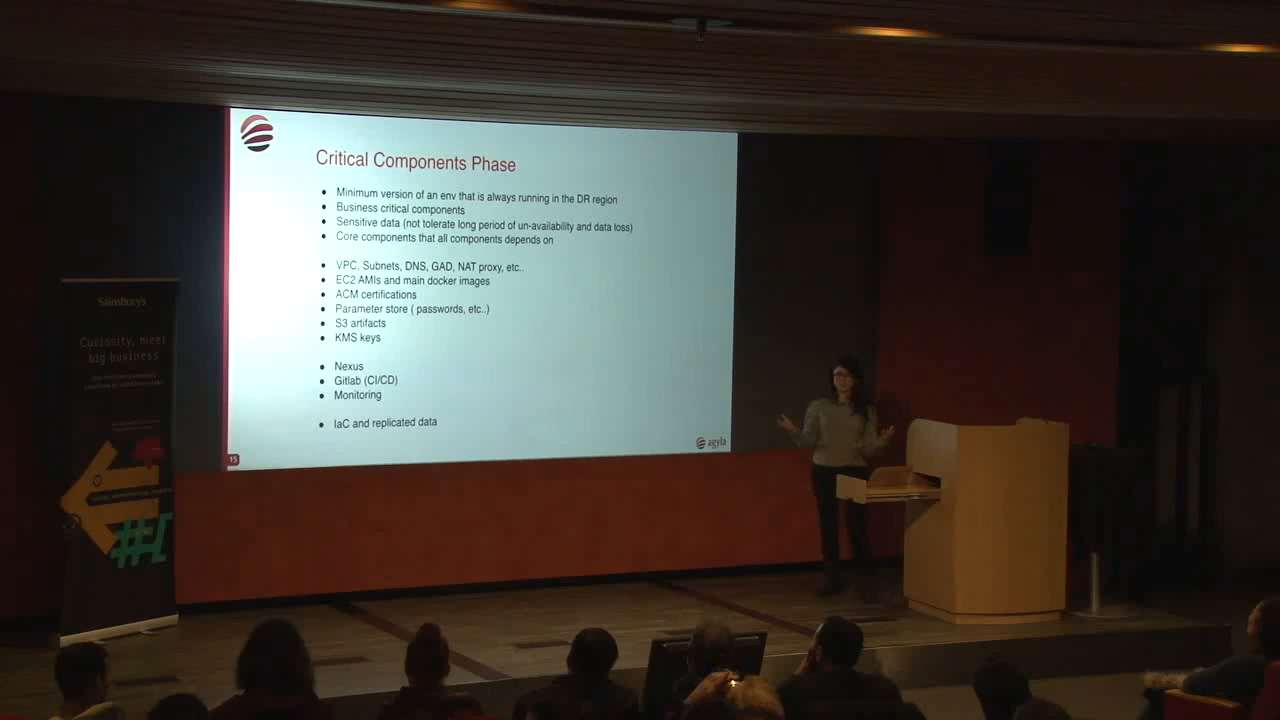 Critical Components Phase
Minimum version of an env that is always running in the DR region
Business critical components
Sensitive data (not tolerate long period of un-availability and data loss)
Core components that all components depends on
VPC, Subnets, DNS, GAD, NAT proxy, etc..
EC2 AMIs and main docker images
ACM certifications
Parameter store ( passwords, etc..)
S3 artifacts
KMS keys
Nexus
Gitlab (CI/CD)
Monitoring
IaC and replicated data
15
agyla
Sainsbury's
Curiosity, meet
big business